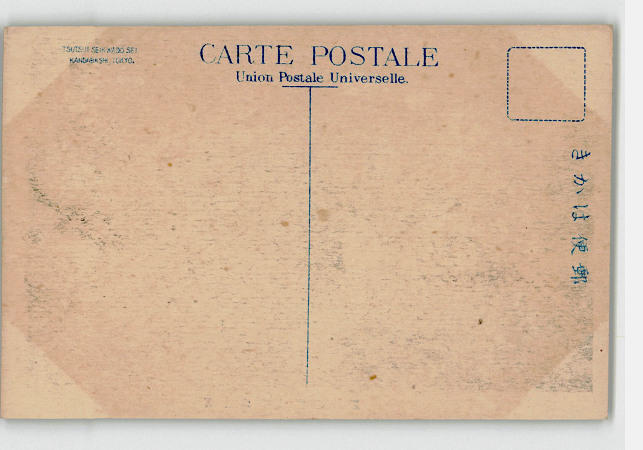 TSUTSUI SEIKWADO SEI
KANDABASHI, TOKYO.
CARTE POSTALE
Union Postale Universelle.
きかは便郵